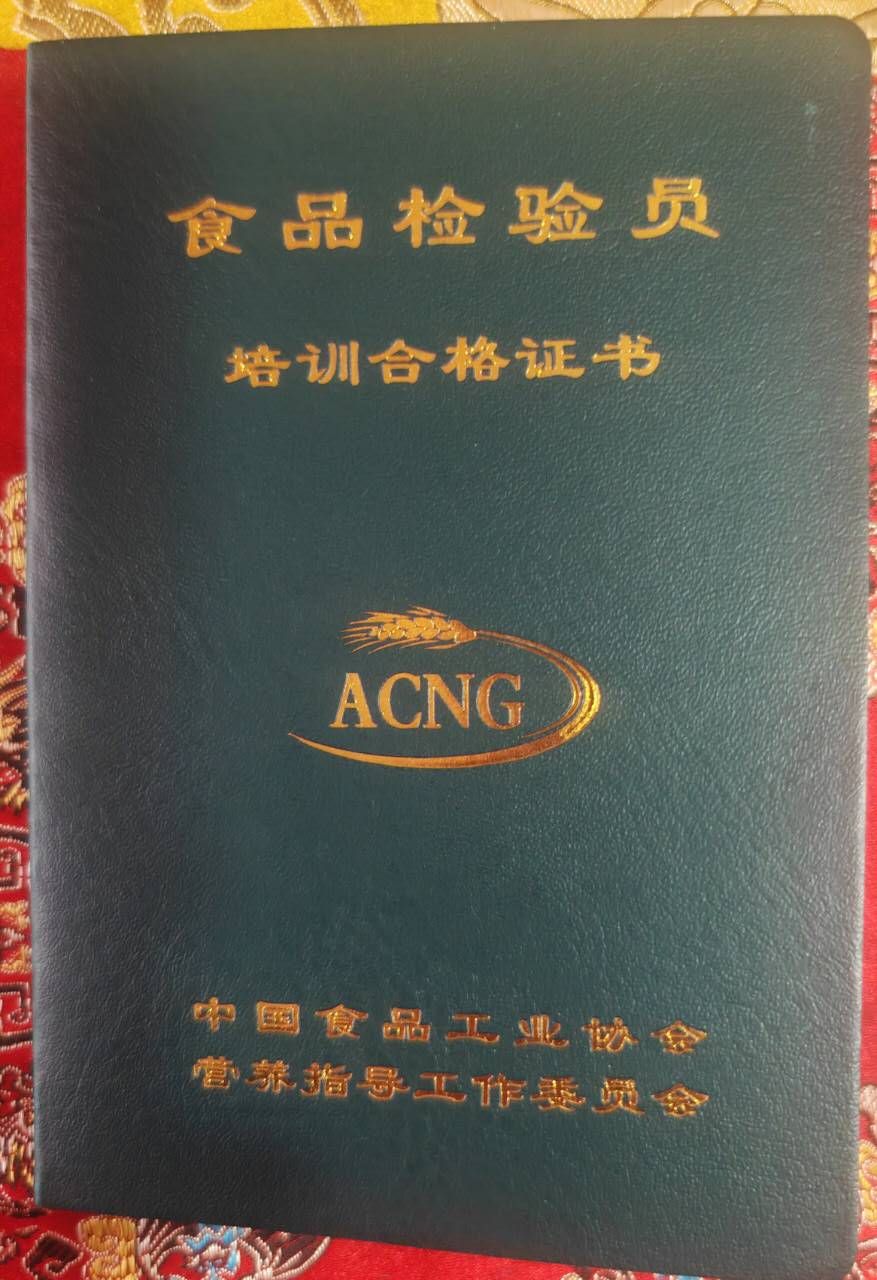 食品检验员
培训合格证书
ACNG
中国食品工业协会
营养指导工作委员会